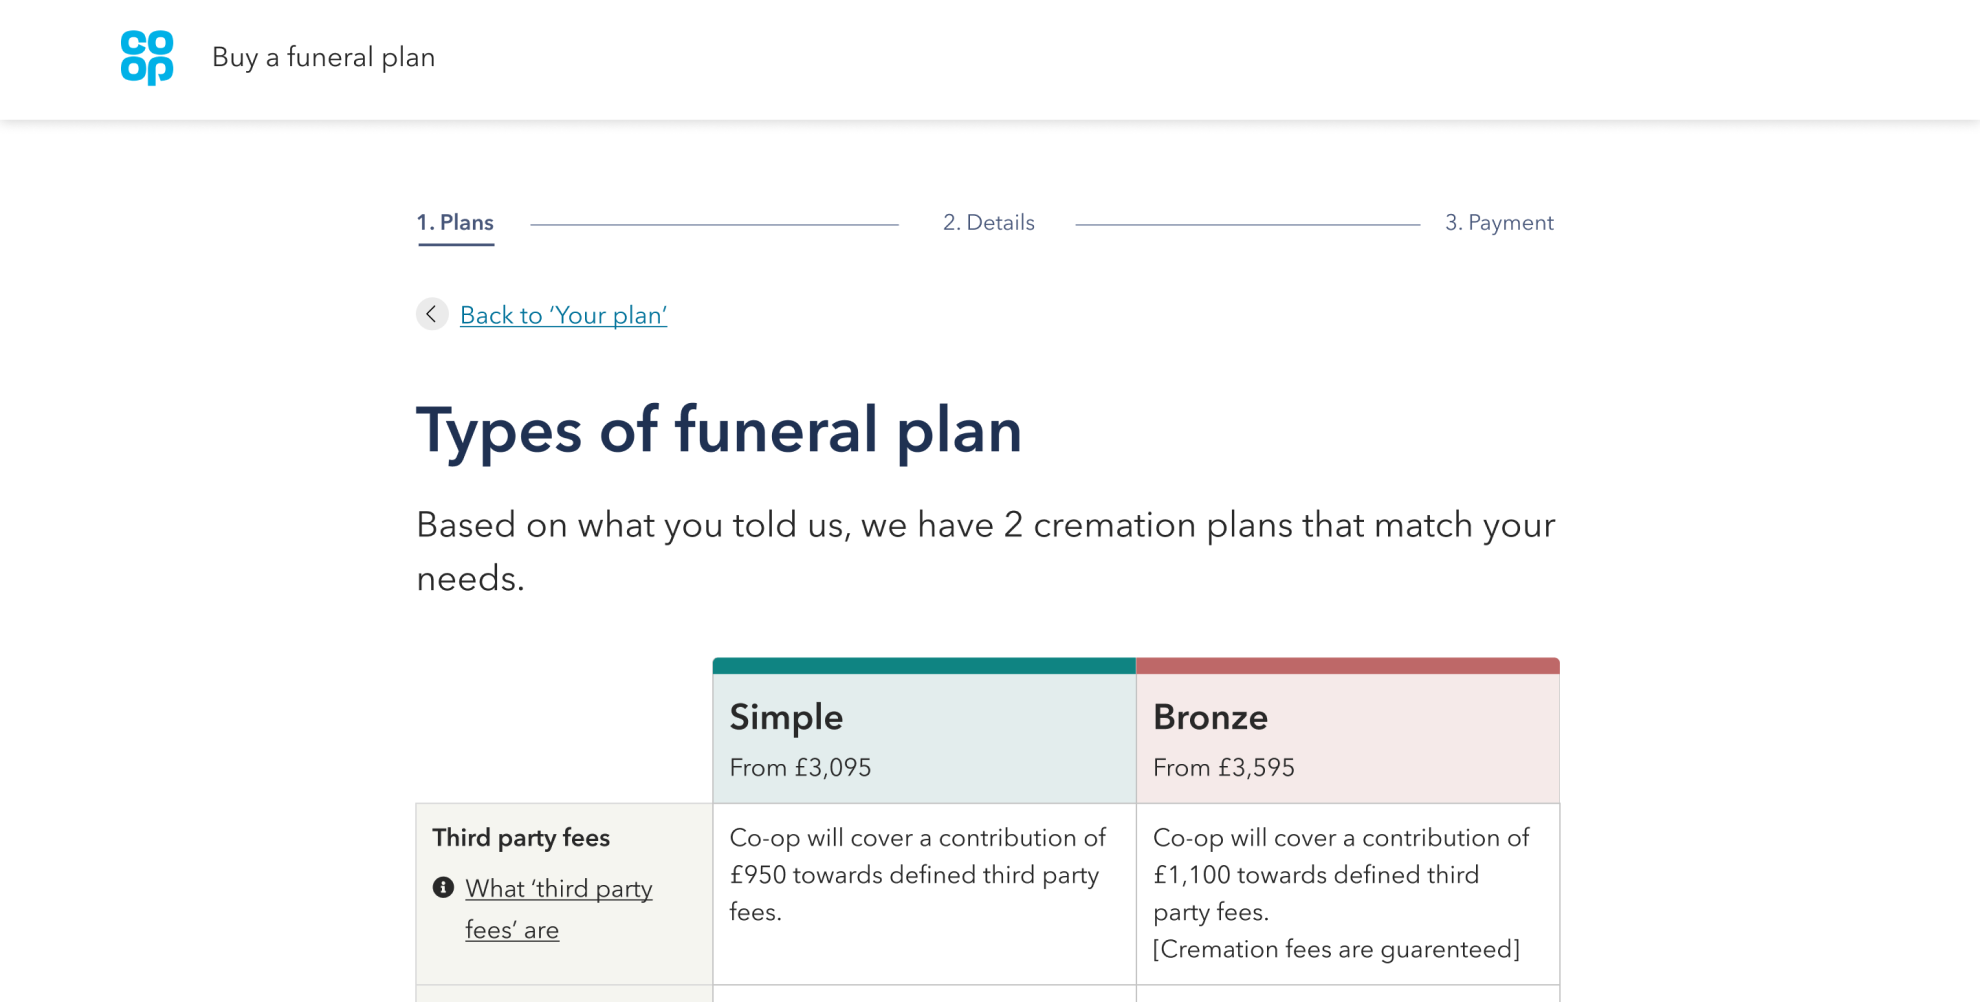 co
op
Buy a funeral plan
1. Plans
2. Details
3. Payment
Back to ‘Your plan’
Types of funeral plan
Based on what you told us, we have 2 cremation plans that match your
needs.
Simple
From £3,095
Bronze
From £3,595
Third party fees
What ‘third party
fees’ are
Co-op will cover a contribution of
£950 towards defined third party
fees.
Co-op will cover a contribution of
£1,100 towards defined third
party fees.
[Cremation fees are guarenteed]